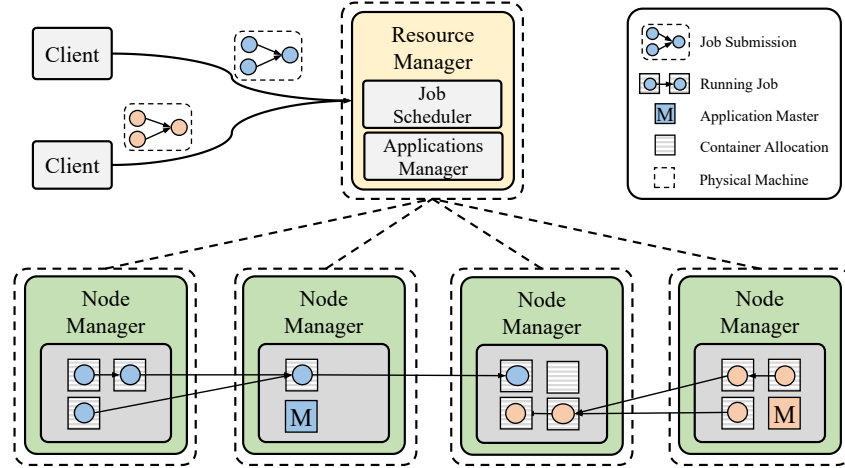 Client
Client
Resource
Manager
Job
Scheduler
Applications
Manager
Job Submission
Running Job
M
Application Master
Container Allocation
Physical Machine
Node
Manager
Node
Manager
M
Node
Manager
Node
Manager
M